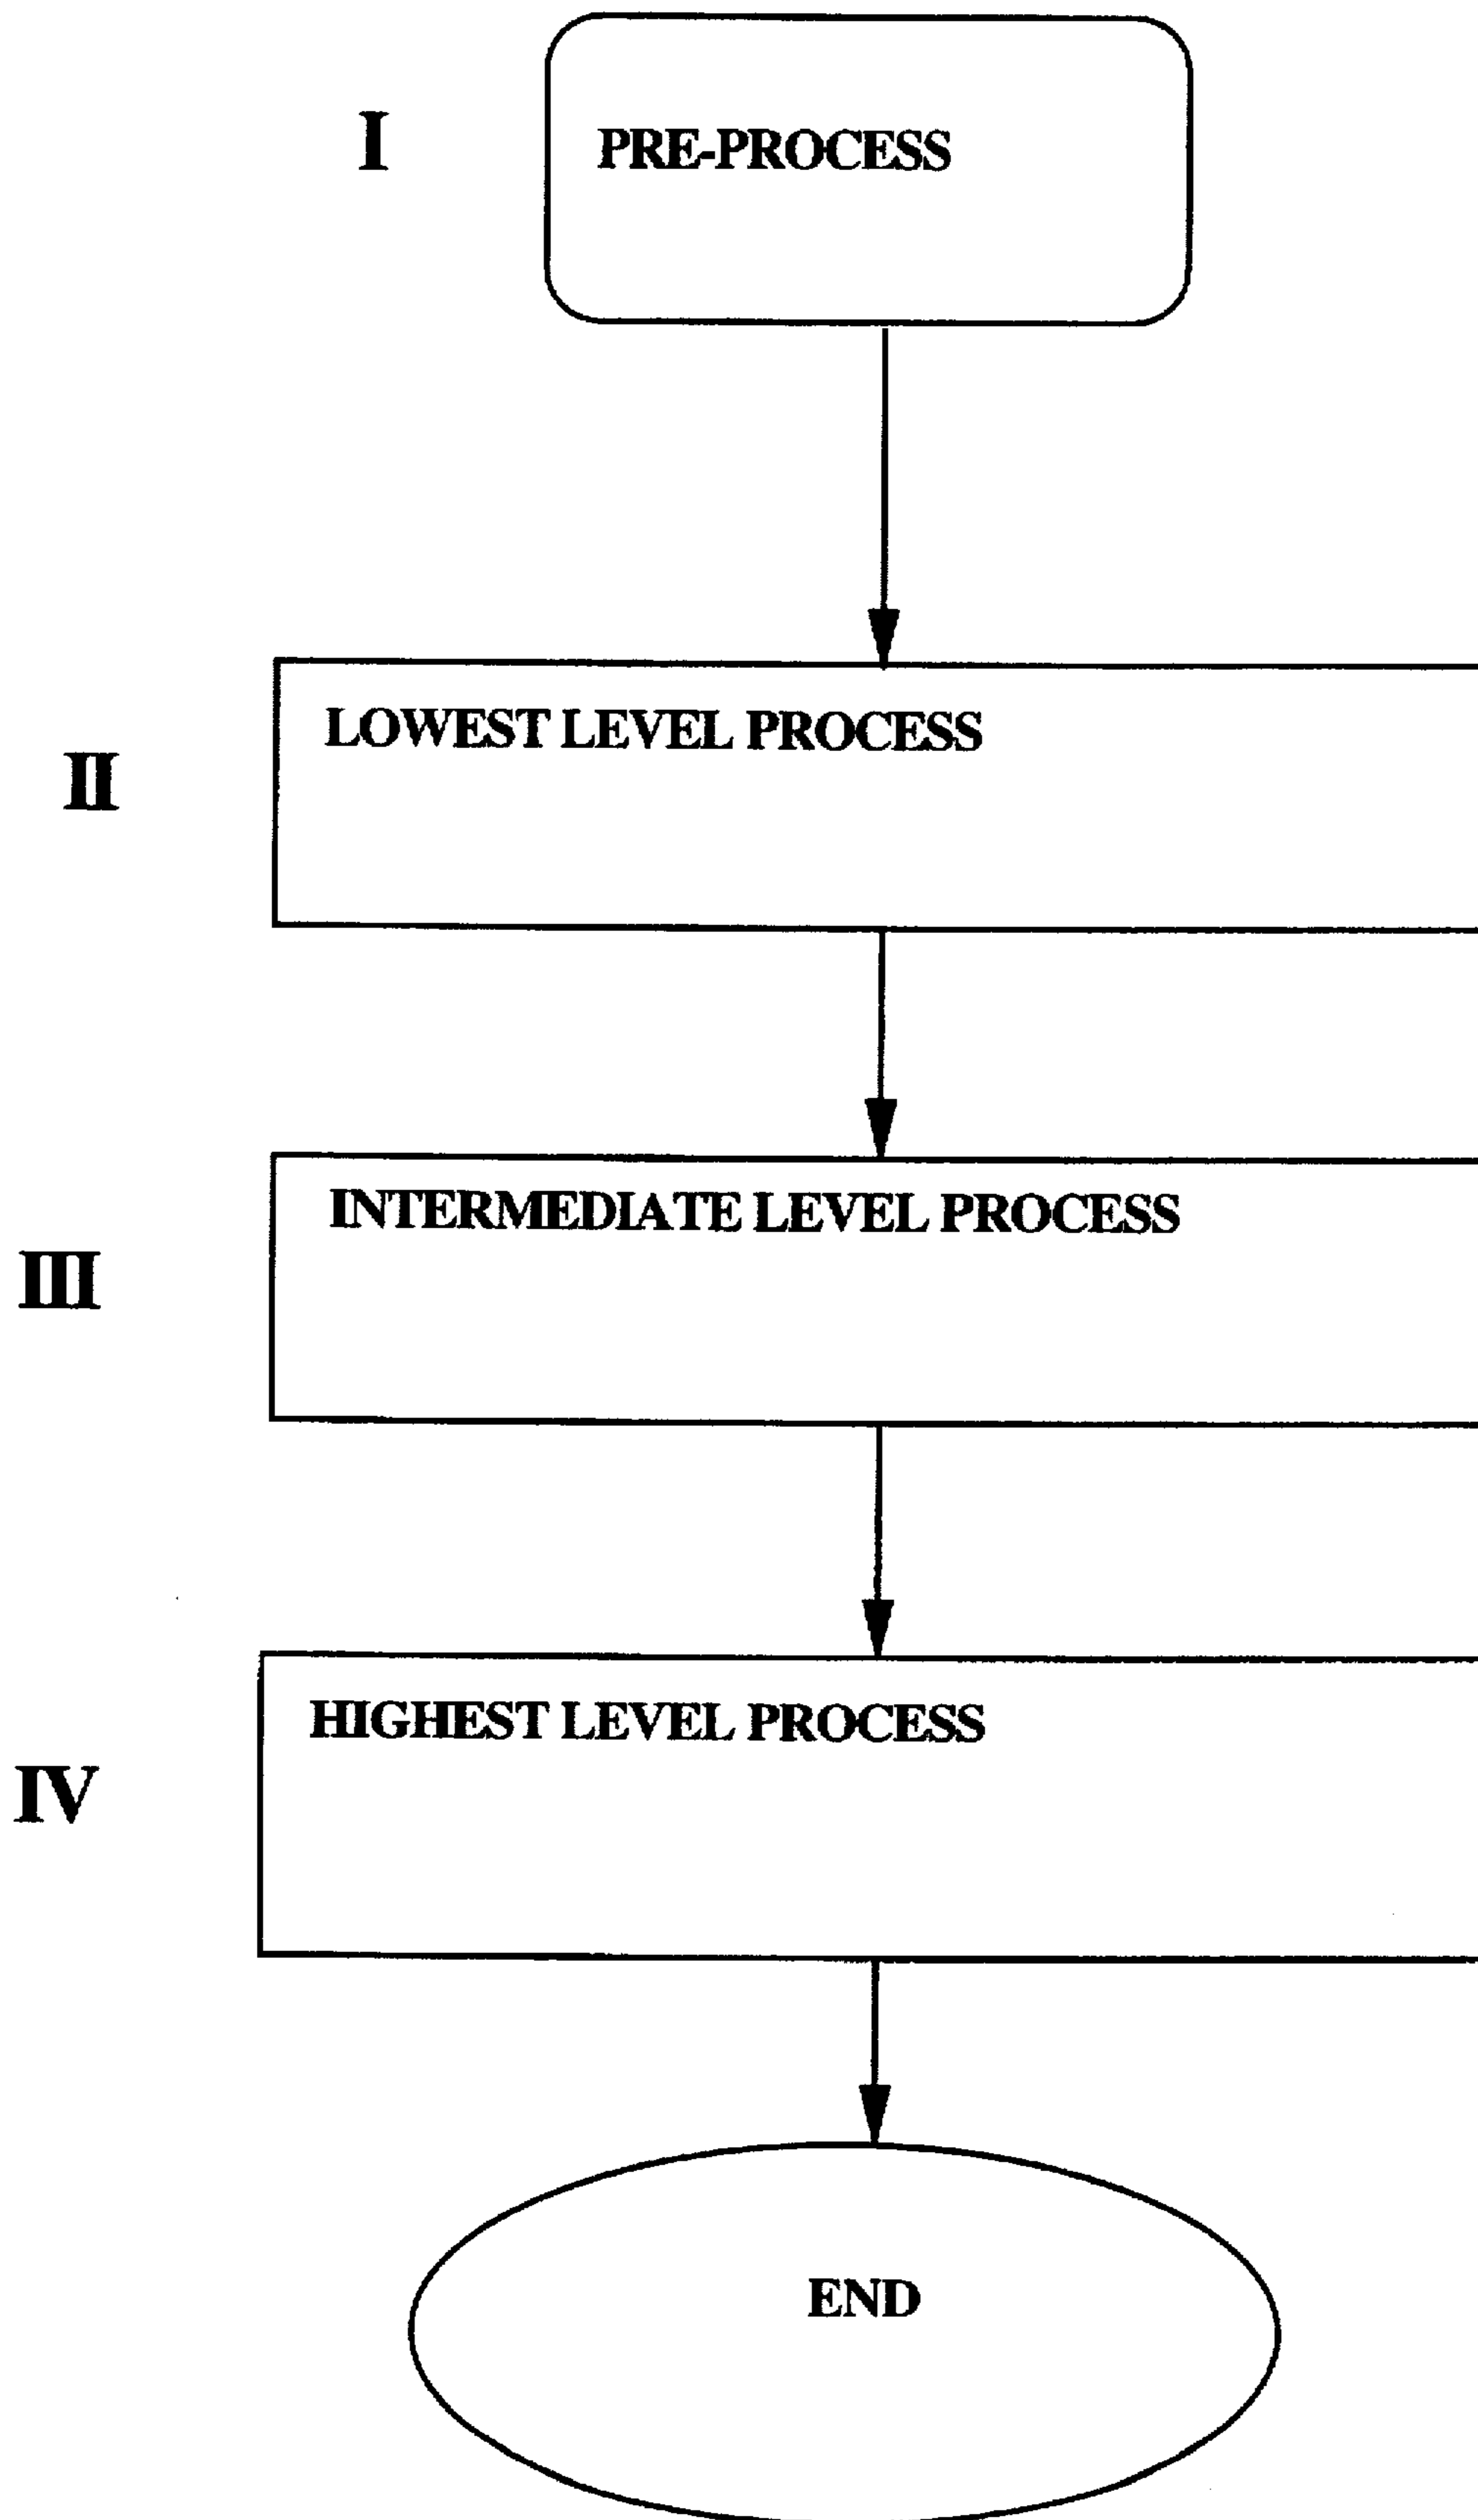 I
PRE-PROCESS
LOWEST LEVEL PROCESS
II
INTERMEDIATE LEVEL PROCESS
III
HIGHEST LEVEL PROCESS
IV
END